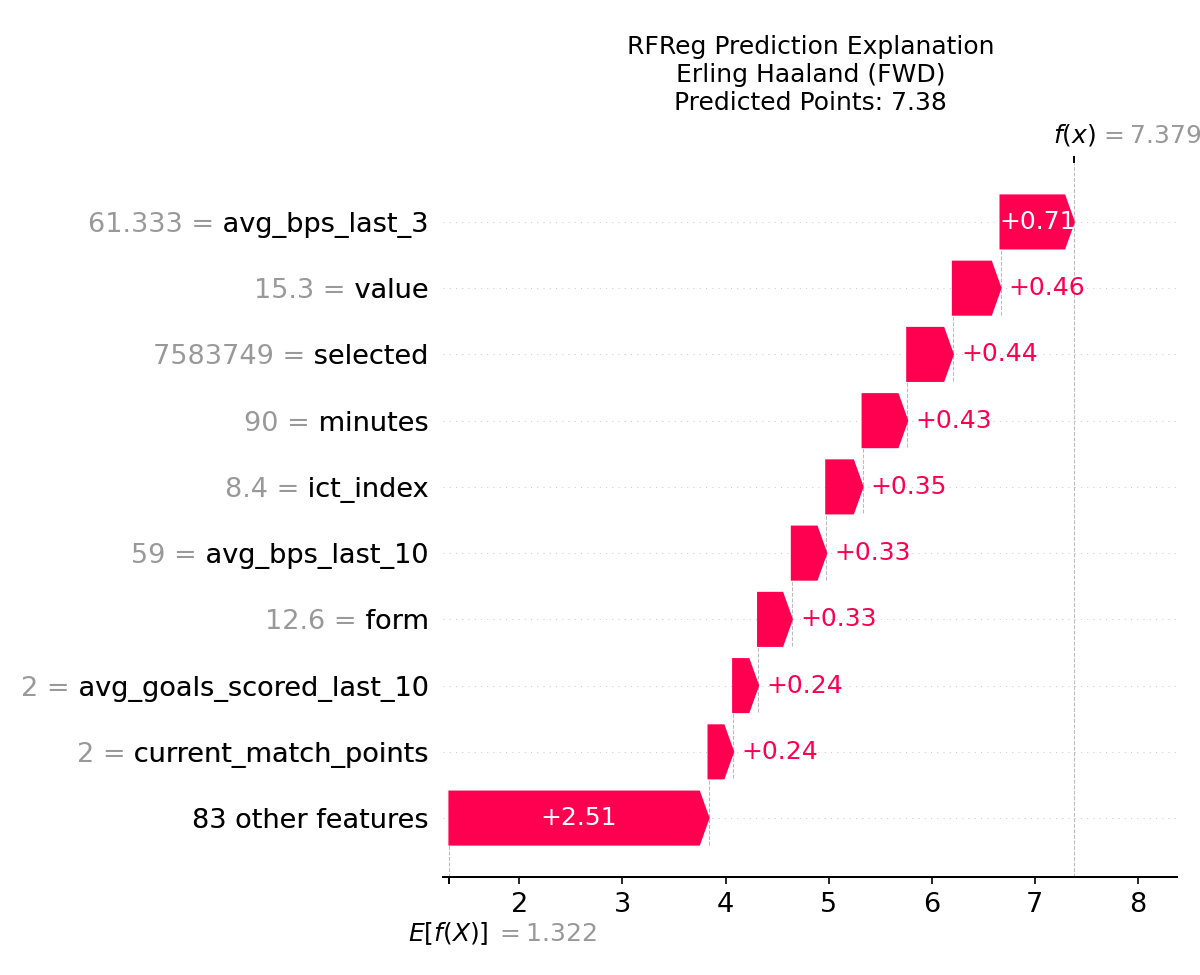 RFReg Prediction Explanation
Erling Haaland (FWD)
Predicted Points: 7.38
f(x) = 7.379
61.333 = avg_bps_last_3 +0.71
15.3 = value +0.46
7583749 = selected +0.44
90 = minutes +0.43
8.4 = ict_index +0.35
59 = avg_bps_last_10 +0.33
12.6 = form +0.33
2 = avg_goals_scored_last_10 +0.24
2 = current_match_points +0.24
83 other features +2.51
2 3 4 5 6 7 8
E[f(X)] = 1.322